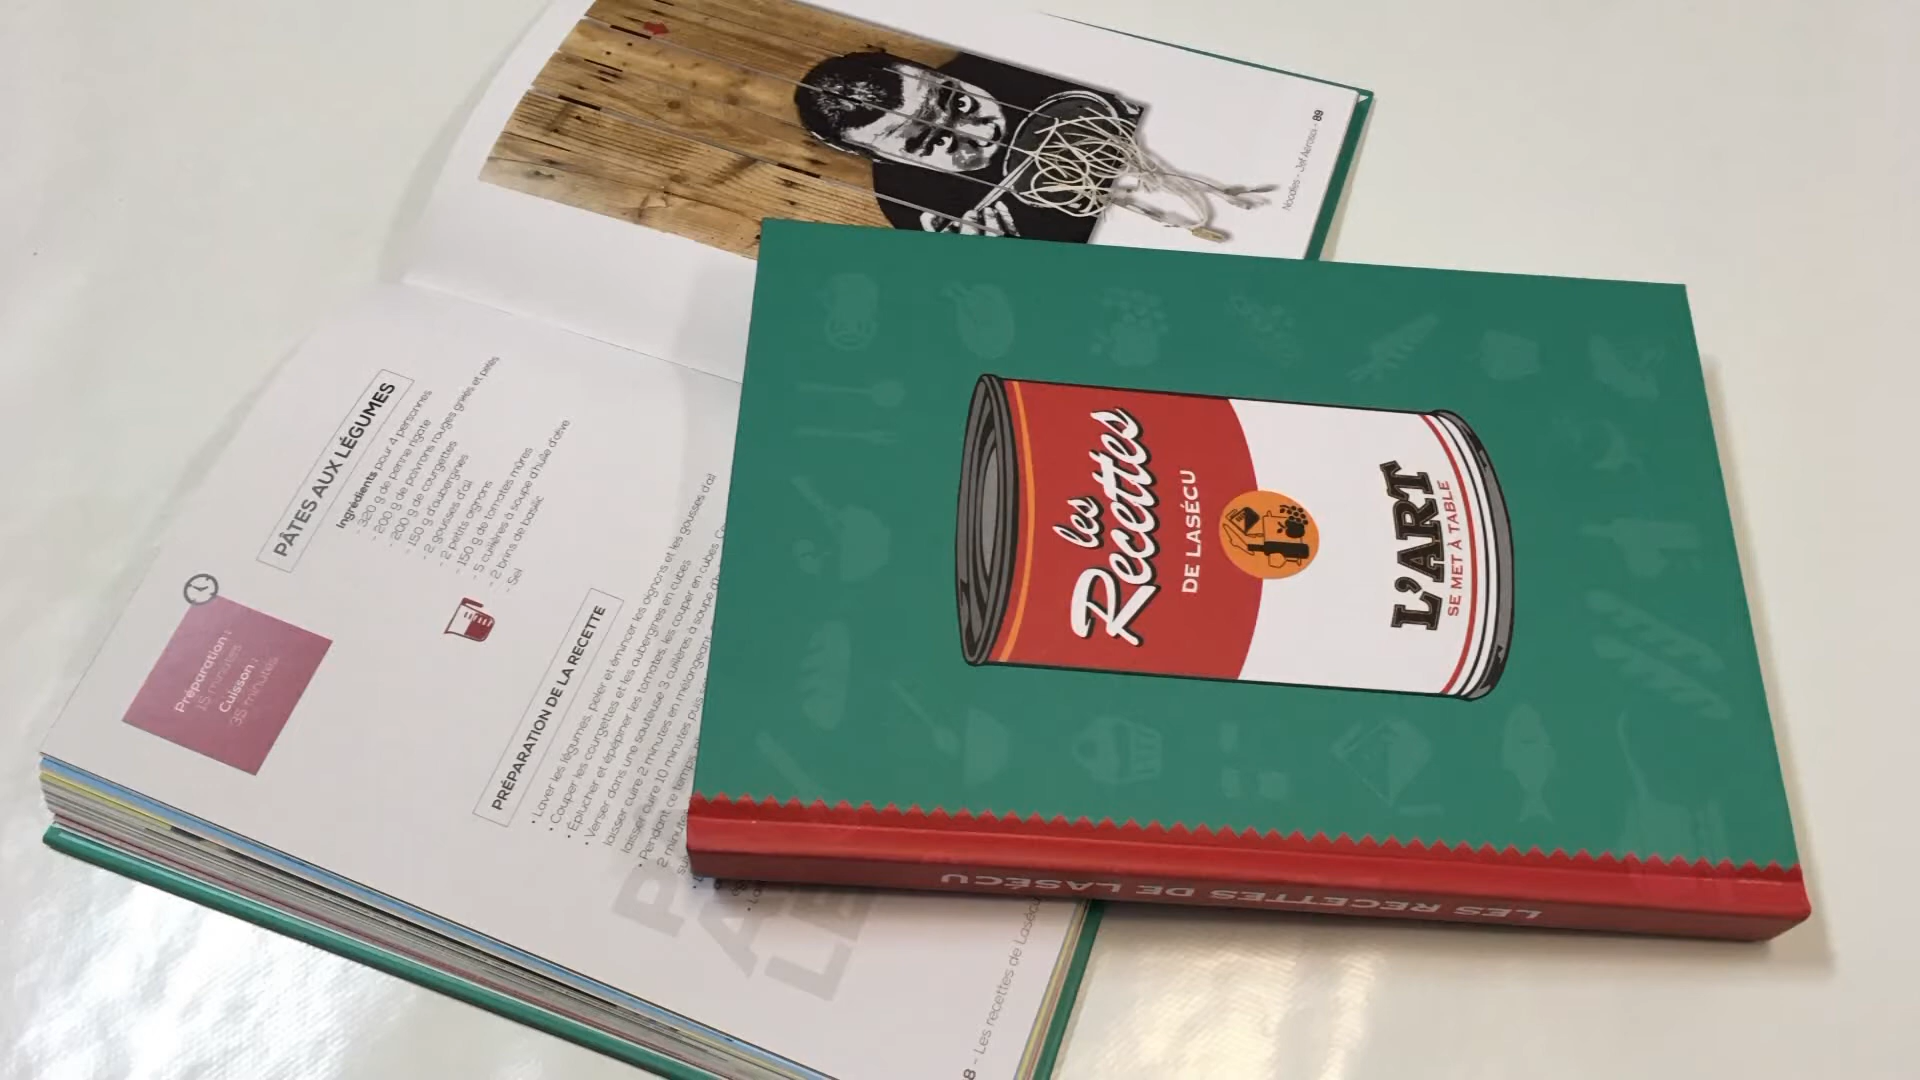 Noodles - Jef Aérosol - 89
PÂTES AUX LÉGUMES
Ingrédients pour 4 personnes
- 320 g de penne rigate
- 200 g de poivrons rouges grillés et pelés
- 200 g de courgettes
- 150 g d'aubergines
- 2 gousses d'ail
- 2 petits oignons
- 150 g de tomates mûres
- 5 cuillères à soupe d'huile d'olive
- 2 brins de basilic
- Sel
Préparation :
15 minutes
Cuisson :
35 minutes
PRÉPARATION DE LA RECETTE
• Laver les légumes, peler et émincer les oignons et les gousses d'ail
• Couper les courgettes et les aubergines en cubes
• Éplucher et épépiner les tomates, les couper en cubes
• Verser dans une sauteuse 3 cuillères à soupe
laisser cuire 2 minutes en mélangeant
laisser cuire 10 minutes puis
• Pendant ce temps
2 minutes
8 - Les recettes de Lasécu
les
Recettes
DE LASÉCU
L'ART
SE MET À TABLE
LES RECETTES DE LASÉCU